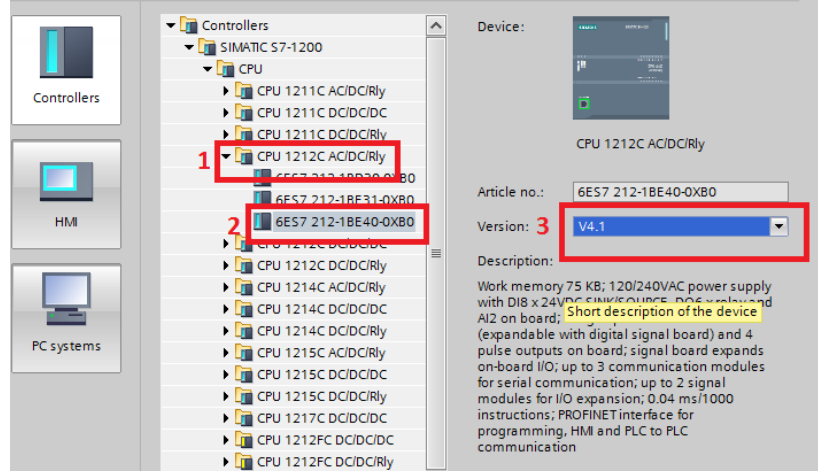 Controllers
HMI
PC systems
Controllers
SIMATIC S7-1200
CPU
CPU 1211C AC/DC/Rly
CPU 1211C DC/DC/DC
CPU 1211C DC/DC/Rly
1
CPU 1212C AC/DC/Rly
6ES7 212-1BD30-0XB0
6ES7 212-1BE31-0XB0
2
6ES7 212-1BE40-0XB0
CPU 1212C DC/DC/DC
CPU 1212C DC/DC/Rly
CPU 1214C AC/DC/Rly
CPU 1214C DC/DC/DC
CPU 1214C DC/DC/Rly
CPU 1215C AC/DC/Rly
CPU 1215C DC/DC/DC
CPU 1215C DC/DC/Rly
CPU 1217C DC/DC/DC
CPU 1212FC DC/DC/DC
CPU 1212FC DC/DC/Rly
Device:
CPU 1212C AC/DC/Rly
Article no.: 6ES7 212-1BE40-0XB0
Version: 3 V4.1
Description:
Work memory 75 KB; 120/240VAC power supply
with DI8 x 24VDC SINK/SOURCE, DQ6 x relay and
AI2 on board;
Short description of the device
(expandable with digital signal board) and 4
pulse outputs on board; signal board expands
on-board I/O; up to 3 communication modules
for serial communication; up to 2 signal
modules for I/O expansion; 0.04 ms/1000
instructions; PROFINET interface for
programming, HMI and PLC to PLC
communication